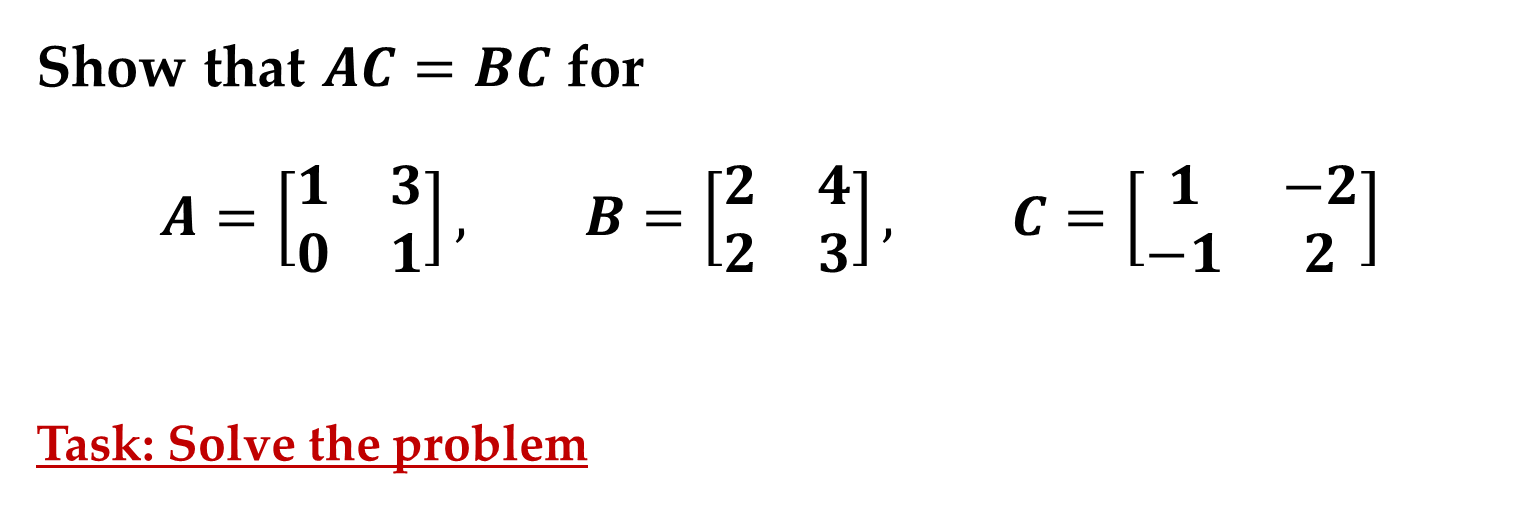 Show that AC = BC for
A = [1 3
0 1], B = [2 4
2 3], C = [1 −2
−1 2]
Task: Solve the problem